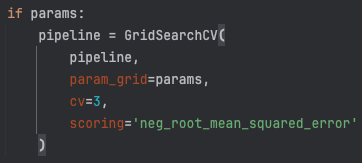 if params:
    pipeline = GridSearchCV(
        pipeline,
        param_grid=params,
        cv=3,
        scoring='neg_root_mean_squared_error'
    )